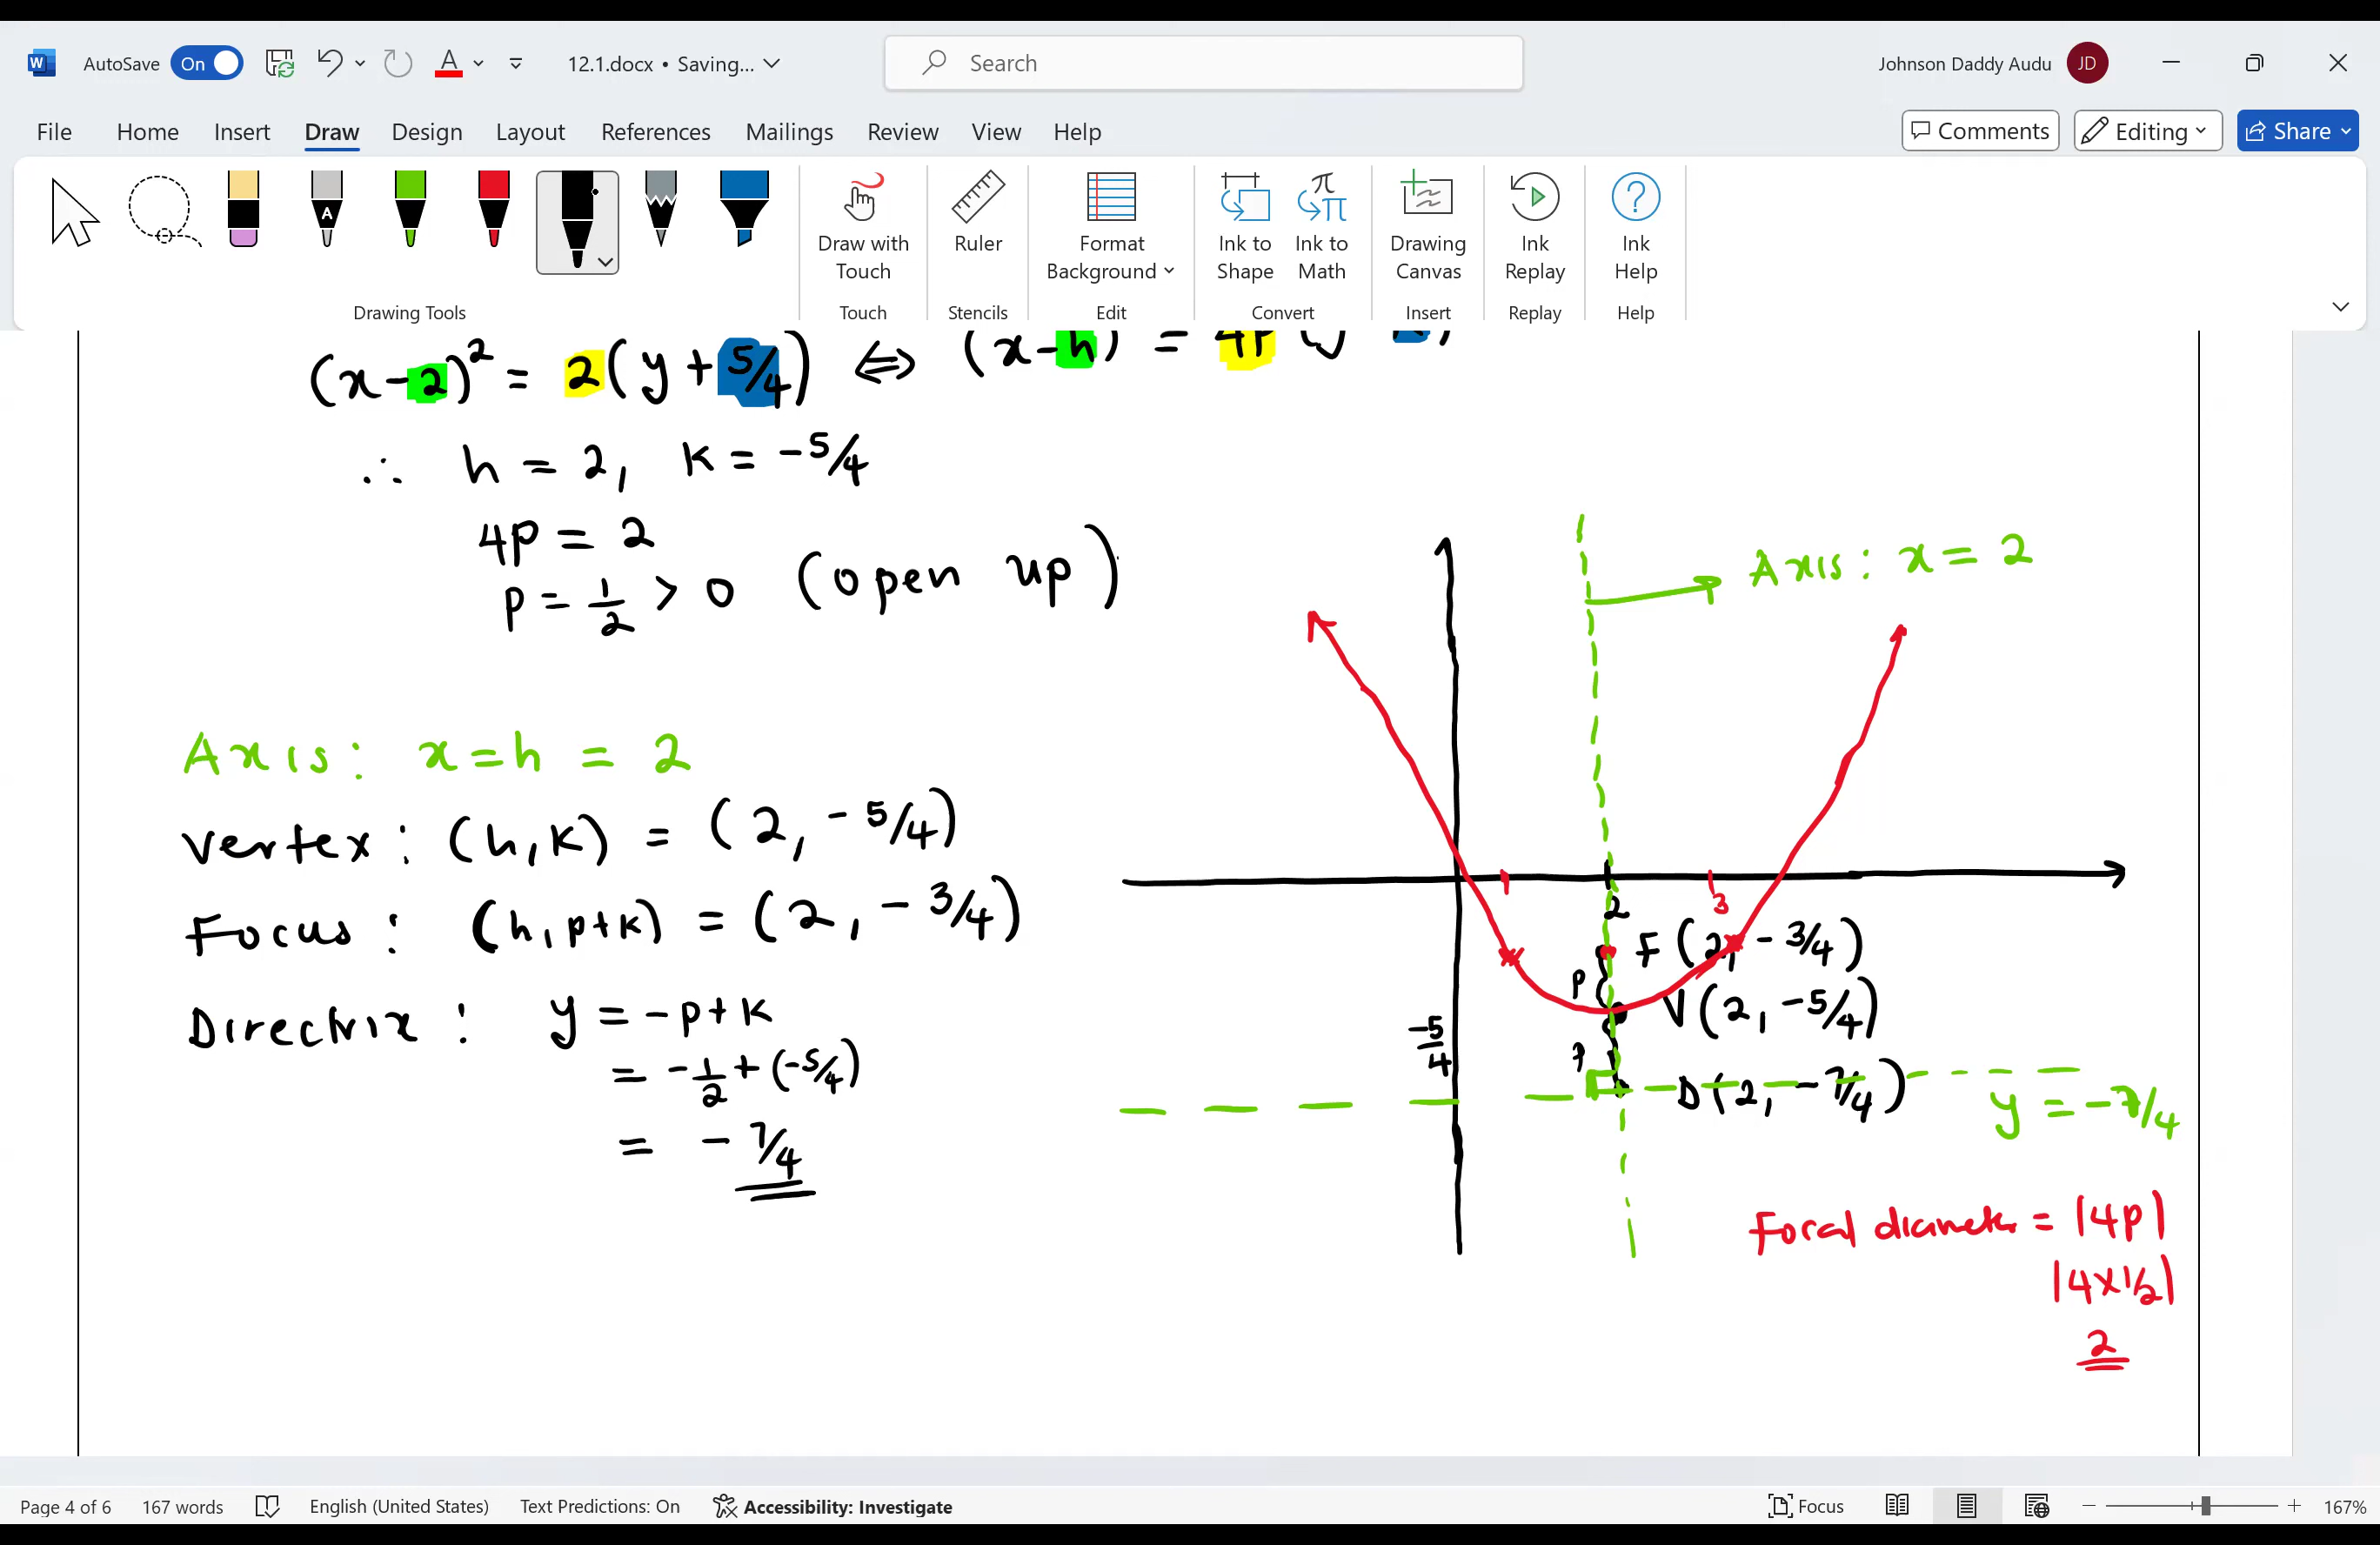 AutoSave On 12.1.docx • Saving... Search Johnson Daddy Audu JD
File Home Insert Draw Design Layout References Mailings Review View Help Comments Editing Share
Draw with Touch Ruler Format Background Ink to Shape Ink to Math Drawing Canvas Ink Replay Ink Help
Drawing Tools Touch Stencils Edit Convert Insert Replay Help
(x-2)² = 2(y+5/4) ⇔ (x-h) = 4P
∴ h = 2, K = -5/4
4P = 2
P = 1/2 > 0 (open up)
Axis: x=h = 2
Vertex: (h,K) = (2, -5/4)
Focus: (h,p+K) = (2, -3/4)
Directrix: y = -p+K
= -1/2 + (-5/4)
= -7/4
Axis: x = 2
2
3
F(2, -3/4)
P
V(2, -5/4)
-5/4
P
D(2, -7/4)
y = -7/4
Focal diameter = |4P|
|4×1/2|
2
Page 4 of 6 167 words English (United States) Text Predictions: On Accessibility: Investigate Focus 167%